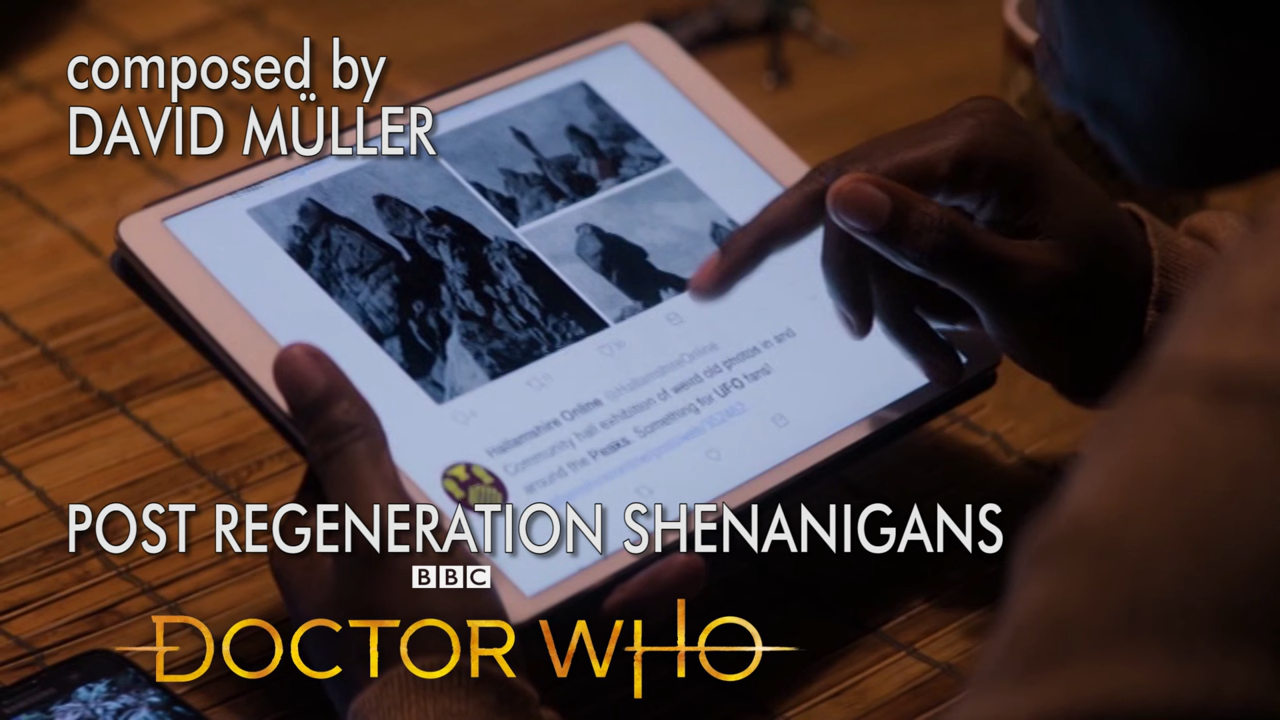 composed by
DAVID MÜLLER
Hallamshire Online @HallamshireOnline
Community hall exhibition of weird old photos in and
around the Peaks. Something for UFO fans!
POST REGENERATION SHENANIGANS
BBC
DOCTOR WHO